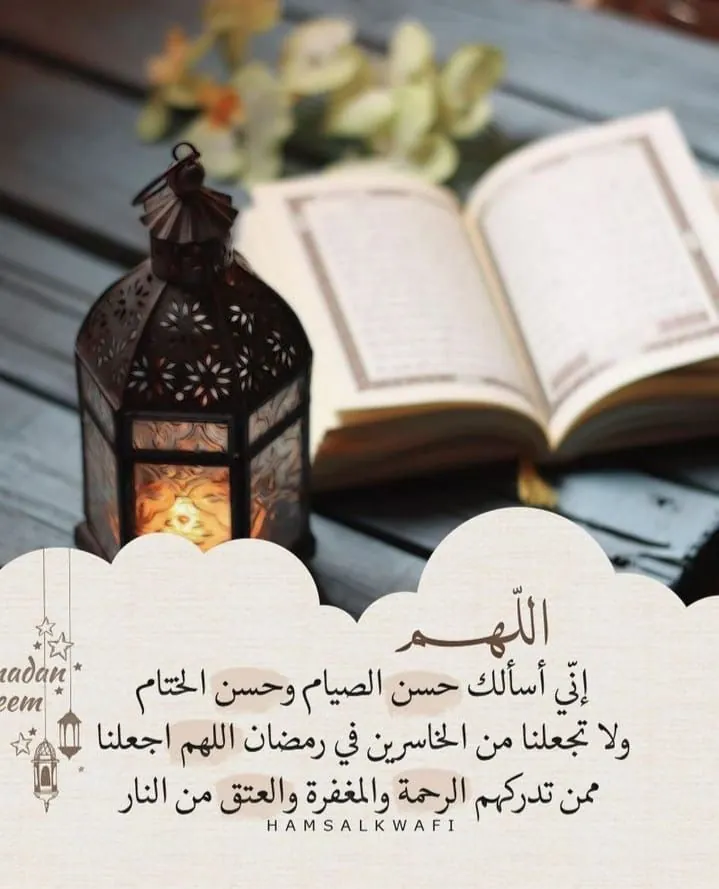 اللّهم
إنّي أسألك حسن الصيام وحسن الختام
ولا تجعلنا من الخاسرين في رمضان اللهم اجعلنا
ممن تدركهم الرحمة والمغفرة والعتق من النار
HAMSALKWAFI
madan
eem